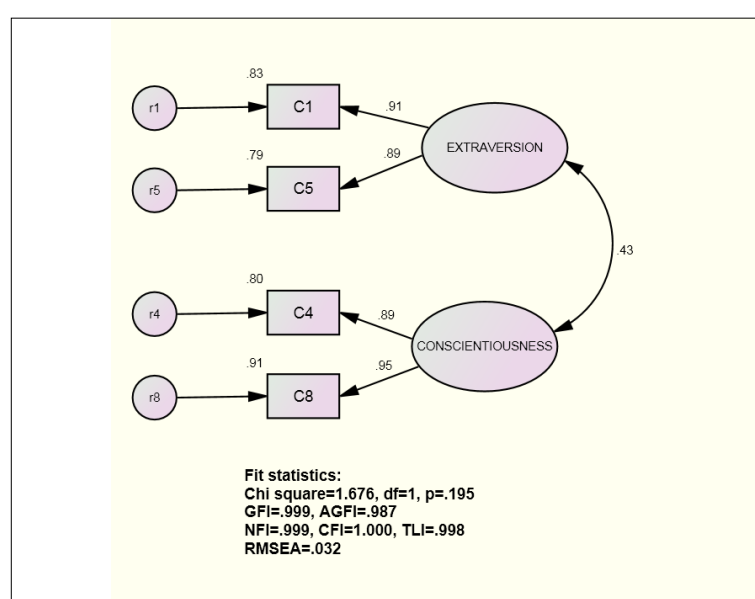 .83
r1
C1
.91
EXTRAVERSION
.79
.89
r5
C5
.43
.80
r4
C4
.89
CONSCIENTIOUSNESS
.91
.95
r8
C8
Fit statistics:
Chi square=1.676, df=1, p=.195
GFI=.999, AGFI=.987
NFI=.999, CFI=1.000, TLI=.998
RMSEA=.032